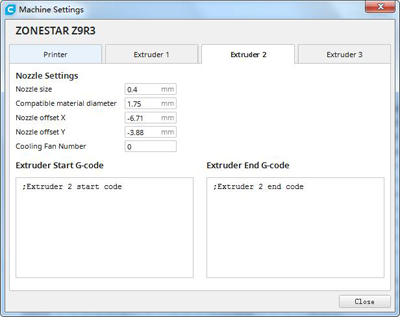 Machine Settings
ZONESTAR Z9R3
Printer Extruder 1 Extruder 2 Extruder 3
Nozzle Settings
Nozzle size 0.4 mm
Compatible material diameter 1.75 mm
Nozzle offset X -6.71 mm
Nozzle offset Y -3.88 mm
Cooling Fan Number 0
Extruder Start G-code Extruder End G-code
;Extruder 2 start code ;Extruder 2 end code
Close